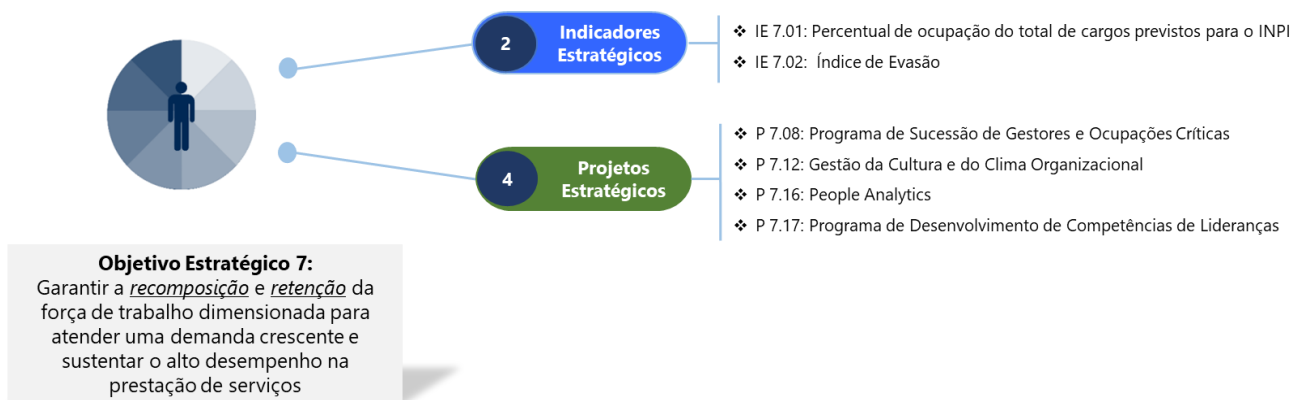 2
Indicadores
Estratégicos
❖ IE 7.01: Percentual de ocupação do total de cargos previstos para o INPI
❖ IE 7.02: Índice de Evasão
4
Projetos
Estratégicos
❖ P 7.08: Programa de Sucessão de Gestores e Ocupações Críticas
❖ P 7.12: Gestão da Cultura e do Clima Organizacional
❖ P 7.16: People Analytics
❖ P 7.17: Programa de Desenvolvimento de Competências de Lideranças
Objetivo Estratégico 7:
Garantir a recomposição e retenção da
força de trabalho dimensionada para
atender uma demanda crescente e
sustentar o alto desempenho na
prestação de serviços